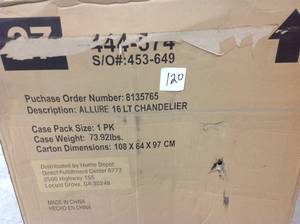 27
444-574
S/O#:453-649
120
Puchase Order Number: 8135765
Description: ALLURE 16 LT CHANDELIER
Case Pack Size: 1 PK
Case Weight: 73.92lbs.
Carton Dimensions: 108 X 64 X 97 CM
Distributed by Home Depot
Direct Fulfillment Center 6777
3500 Highway 155
Locust Grove, GA 30248
MADE IN CHINA
HECHO EN CHINA